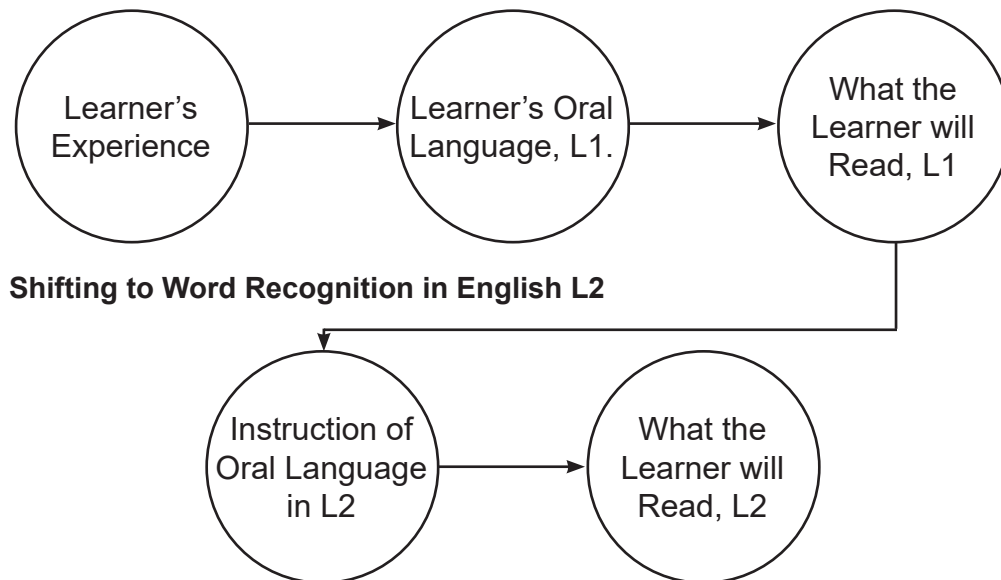 Learner’s
Experience
Learner’s Oral
Language, L1.
What the
Learner will
Read, L1
Shifting to Word Recognition in English L2
Instruction of
Oral Language
in L2
What the
Learner will
Read, L2